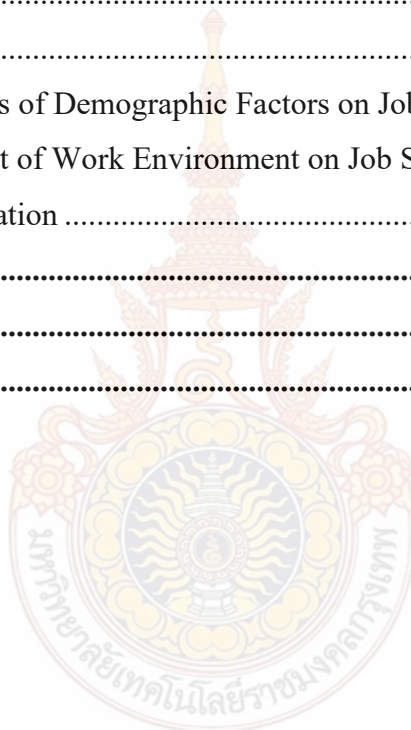 ................................................
................................................
s of Demographic Factors on Job
t of Work Environment on Job S
ation ................................................
................................................
................................................
................................................
มหาวิทยาลัยเทคโนโลยีราชมงคลกรุงเทพ